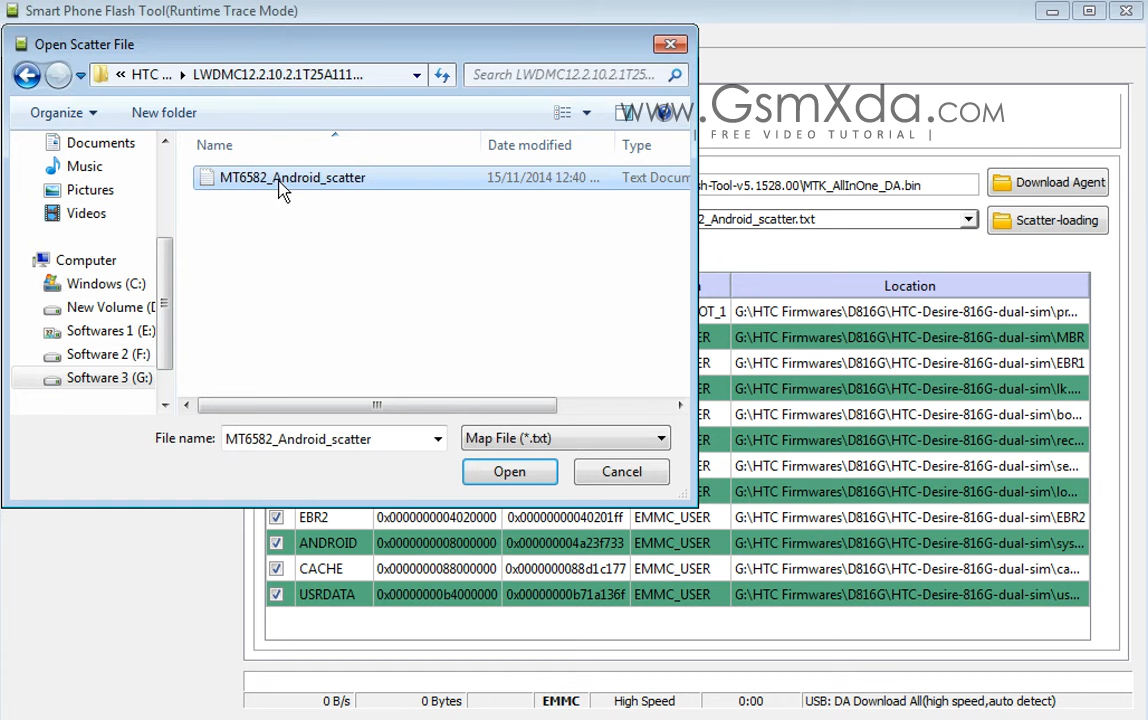 Smart Phone Flash Tool(Runtime Trace Mode)
Open Scatter File
« HTC ... LWDMC12.2.10.2.1T25A111...
Search LWDMC12.2.10.2.1T25...
Organize
New folder
www.GsmXda.com
FREE VIDEO TUTORIAL |
Documents
Music
Pictures
Videos
Computer
Windows (C:)
New Volume (D
Softwares 1 (E:)
Software 2 (F:)
Software 3 (G:)
Name
Date modified
Type
MT6582_Android_scatter
15/11/2014 12:40 ...
Text Docum
File name:
MT6582_Android_scatter
Map File (*.txt)
Open
Cancel
sh-Tool-v5.1528.00\MTK_AllInOne_DA.bin
Download Agent
2_Android_scatter.txt
Scatter-loading
Location
OT_1 G:\HTC Firmwares\D816G\HTC-Desire-816G-dual-sim\pr...
ER G:\HTC Firmwares\D816G\HTC-Desire-816G-dual-sim\MBR
ER G:\HTC Firmwares\D816G\HTC-Desire-816G-dual-sim\EBR1
ER G:\HTC Firmwares\D816G\HTC-Desire-816G-dual-sim\lk....
ER G:\HTC Firmwares\D816G\HTC-Desire-816G-dual-sim\bo...
ER G:\HTC Firmwares\D816G\HTC-Desire-816G-dual-sim\rec...
ER G:\HTC Firmwares\D816G\HTC-Desire-816G-dual-sim\se...
ER G:\HTC Firmwares\D816G\HTC-Desire-816G-dual-sim\lo...
EBR2 0x0000000004020000 0x00000000040201ff EMMC_USER G:\HTC Firmwares\D816G\HTC-Desire-816G-dual-sim\EBR2
ANDROID 0x0000000008000000 0x000000004a23f733 EMMC_USER G:\HTC Firmwares\D816G\HTC-Desire-816G-dual-sim\sys...
CACHE 0x0000000088000000 0x0000000088d1c177 EMMC_USER G:\HTC Firmwares\D816G\HTC-Desire-816G-dual-sim\ca...
USRDATA 0x00000000b4000000 0x00000000b71a136f EMMC_USER G:\HTC Firmwares\D816G\HTC-Desire-816G-dual-sim\us...
0 B/s
0 Bytes
EMMC
High Speed
0:00
USB: DA Download All(high speed,auto detect)